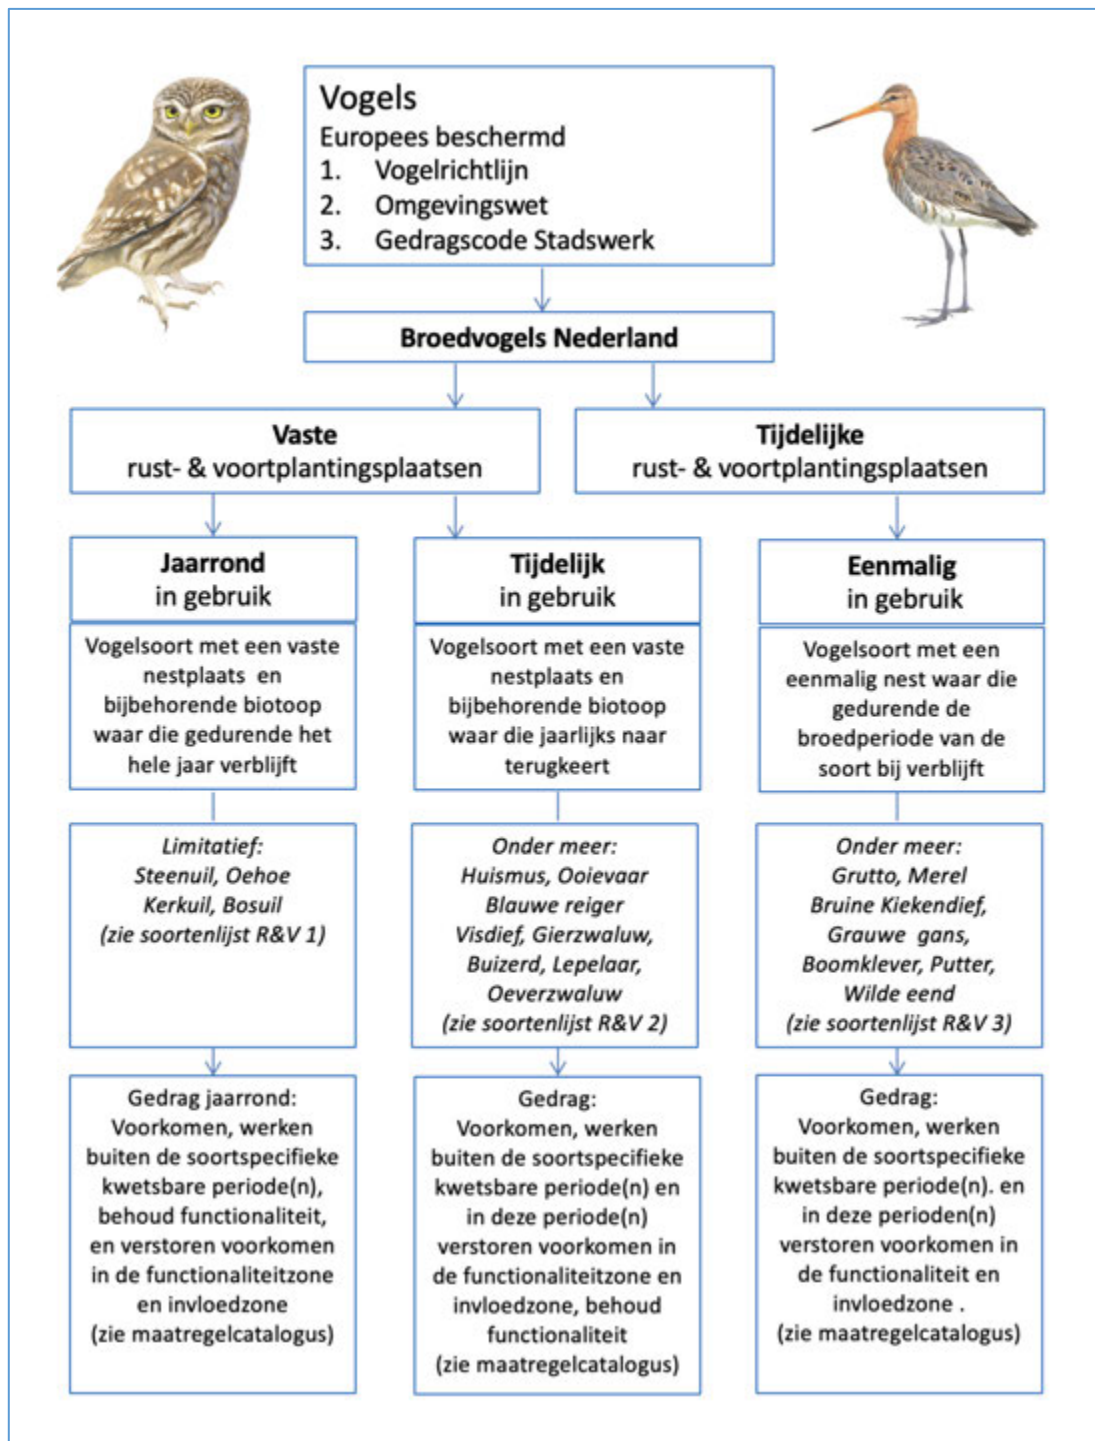 Vogels
Europees beschermd
1. Vogelrichtlijn
2. Omgevingswet
3. Gedragscode Stadswerk
Broedvogels Nederland
Vaste
rust- & voortplantingsplaatsen
Tijdelijke
rust- & voortplantingsplaatsen
Jaarrond
in gebruik
Vogelsoort met een vaste
nestplaats en
bijbehorende biotoop
waar die gedurende het
hele jaar verblijft
Limitatief:
Steenuil, Oehoe
Kerkuil, Bosuil
(zie soortenlijst R&V 1)
Gedrag jaarrond:
Voorkomen, werken
buiten de soortspecifieke
kwetsbare periode(n),
behoud functionaliteit,
en verstoren voorkomen
in de functionaliteitzone
en invloedzone
(zie maatregelcatalogus)
Tijdelijk
in gebruik
Vogelsoort met een vaste
nestplaats en
bijbehorende biotoop
waar die jaarlijks naar
terugkeert
Onder meer:
Huismus, Ooievaar
Blauwe reiger
Visdief, Gierzwaluw,
Buizerd, Lepelaar,
Oeverzwaluw
(zie soortenlijst R&V 2)
Gedrag:
Voorkomen, werken
buiten de soortspecifieke
kwetsbare periode(n) en
in deze periode(n)
verstoren voorkomen in
de functionaliteitzone en
invloedzone, behoud
functionaliteit
(zie maatregelcatalogus)
Eenmalig
in gebruik
Vogelsoort met een
eenmalig nest waar die
gedurende de
broedperiode van de
soort bij verblijft
Onder meer:
Grutto, Merel
Bruine Kiekendief,
Grauwe gans,
Boomklever, Putter,
Wilde eend
(zie soortenlijst R&V 3)
Gedrag:
Voorkomen, werken
buiten de soortspecifieke
kwetsbare periode(n). en
in deze perioden(n)
verstoren voorkomen in
de functionaliteit en
invloedzone .
(zie maatregelcatalogus)